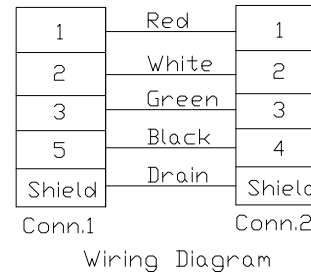 Red
1 1
White
2 2
Green
3 3
Black
5 4
Drain
Shield Shield
Conn.1 Conn.2
Wiring Diagram